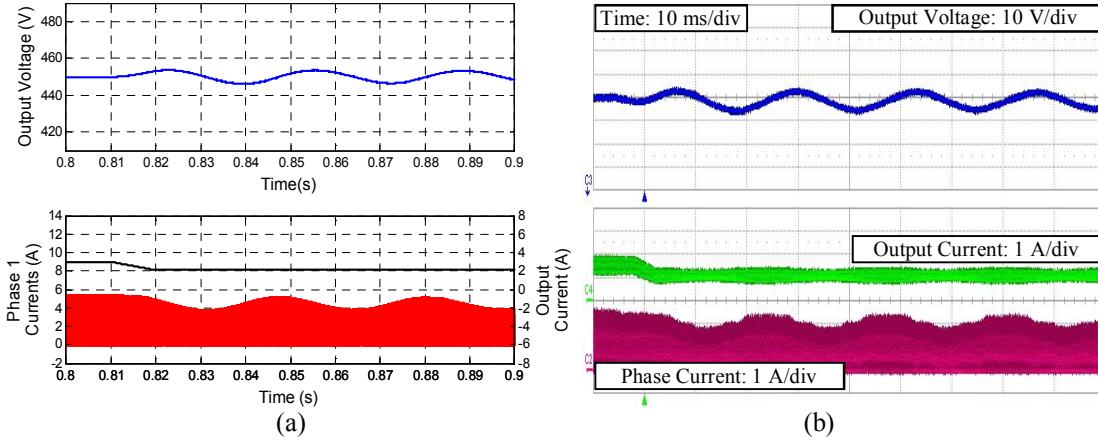 Output Voltage (V)
480
460
440
420
0.8 0.81 0.82 0.83 0.84 0.85 0.86 0.87 0.88 0.89 0.9
Time(s)
Phase 1
Currents (A)
14
12
10
8
6
4
2
0
-2
8
6
4
2
0
-2
-4
-6
-8
Output
Current (A)
0.8 0.81 0.82 0.83 0.84 0.85 0.86 0.87 0.88 0.89 0.9
Time (s)
(a)
Time: 10 ms/div
Output Voltage: 10 V/div
C3
Output Current: 1 A/div
C4
C2
Phase Current: 1 A/div
(b)